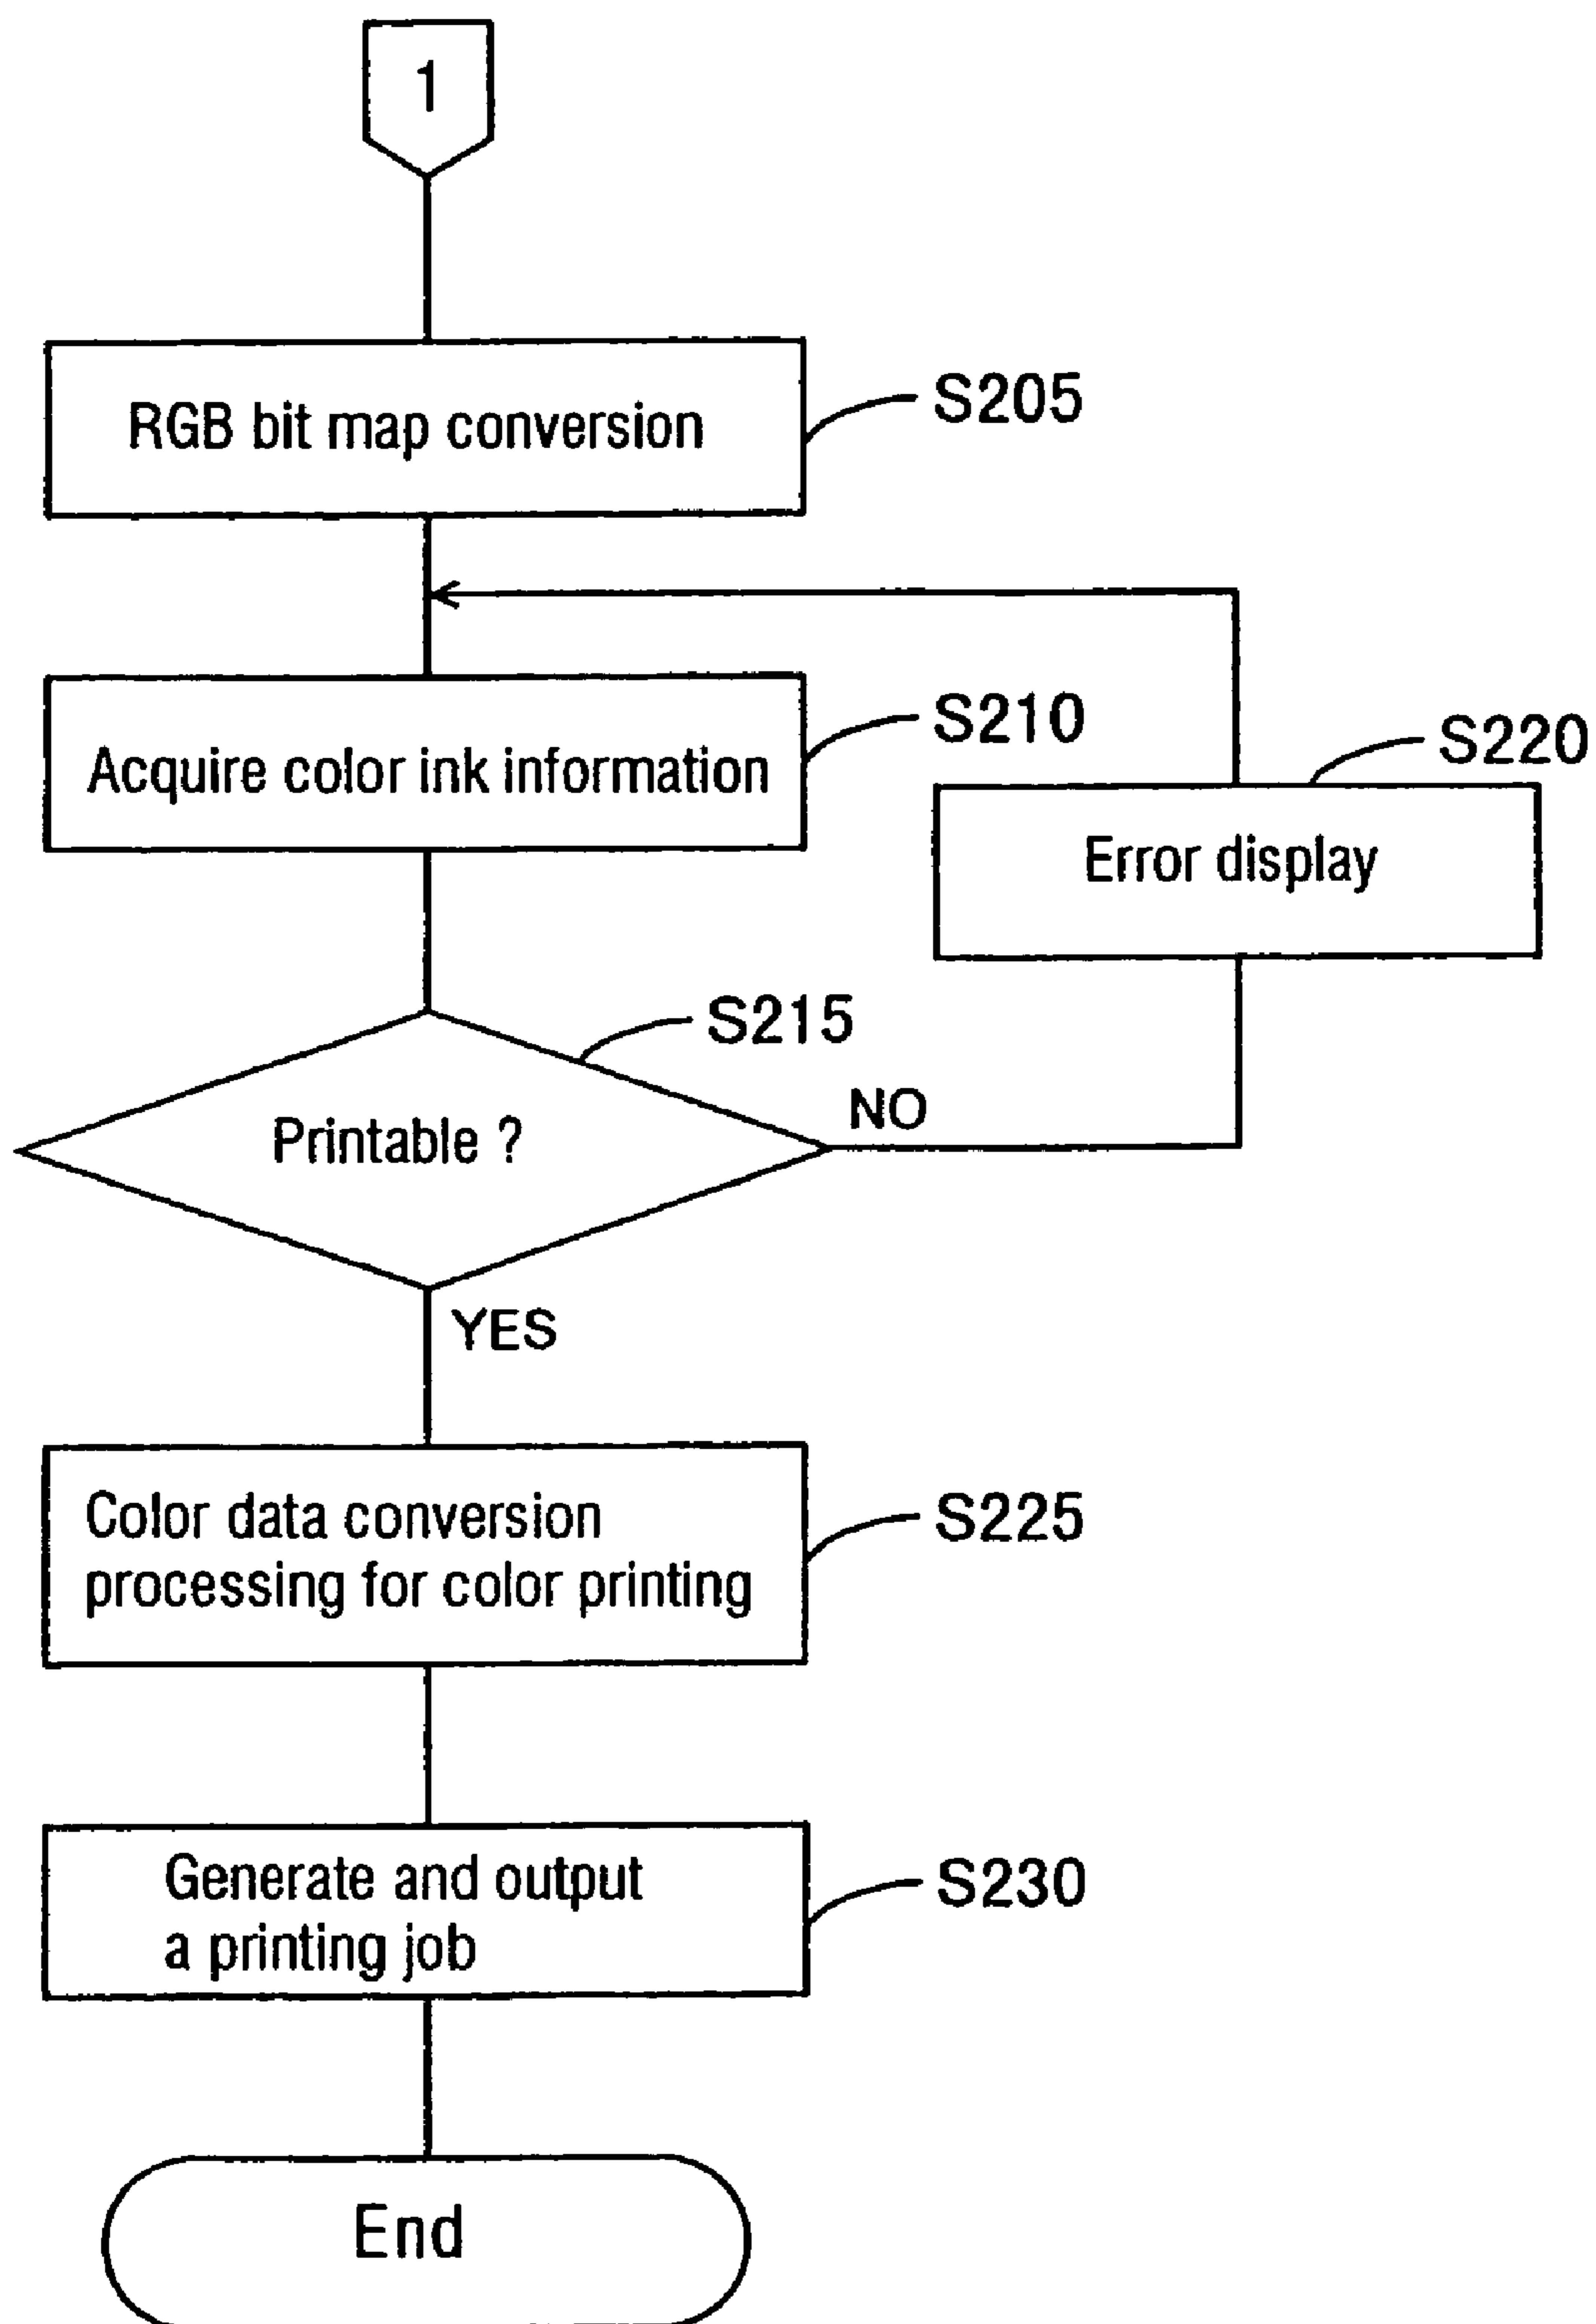 1
RGB bit map conversion
S205
Acquire color ink information
S210
S220
Error display
S215
Printable ?
NO
YES
Color data conversion
processing for color printing
S225
Generate and output
a printing job
S230
End